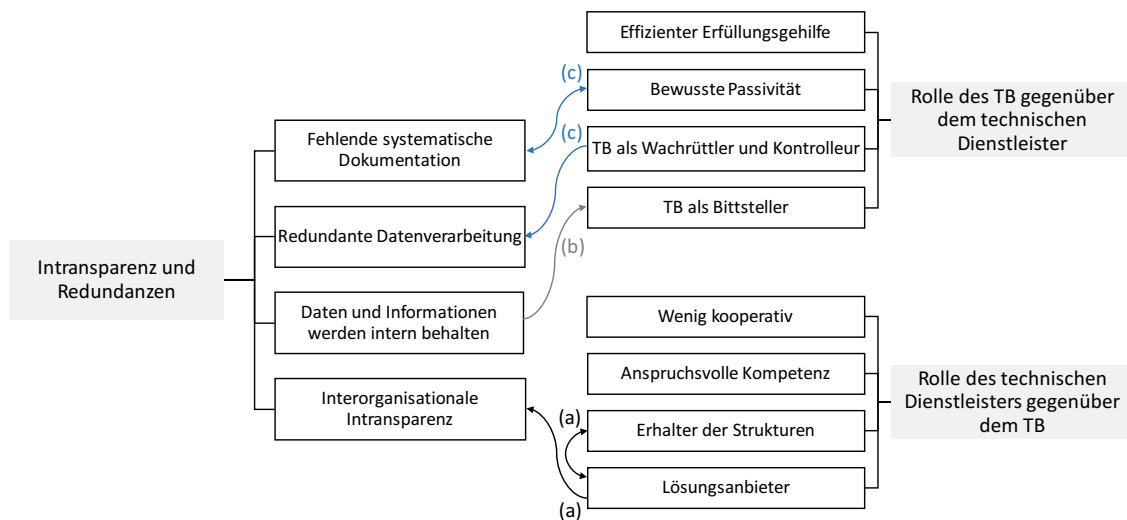 Intransparenz und
Redundanzen
Fehlende systematische
Dokumentation
Redundante Datenverarbeitung
Daten und Informationen
werden intern behalten
Interorganisationale
Intransparenz
(c)
(c)
(b)
(a)
(a)
Effizienter Erfüllungsgehilfe
Bewusste Passivität
TB als Wachrüttler und Kontrolleur
TB als Bittsteller
Wenig kooperativ
Anspruchsvolle Kompetenz
Erhalter der Strukturen
Lösungsanbieter
Rolle des TB gegenüber
dem technischen
Dienstleister
Rolle des technischen
Dienstleisters gegenüber
dem TB